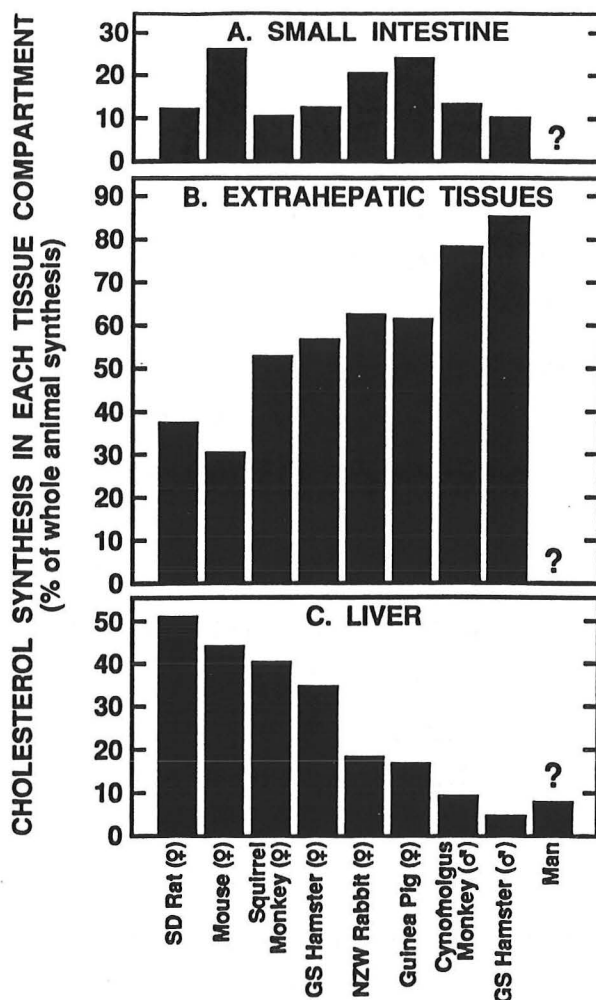 CHOLESTEROL SYNTHESIS IN EACH TISSUE COMPARTMENT
(% of whole animal synthesis)
A. SMALL INTESTINE
30
20
10
0
?
B. EXTRAHEPATIC TISSUES
90
80
70
60
50
40
30
20
10
0
?
C. LIVER
50
40
30
20
10
0
?
SD Rat (♀)
Mouse (♀)
Squirrel
Monkey (♀)
GS Hamster (♀)
NZW Rabbit (♀)
Guinea Pig (♀)
Cynomolgus
Monkey (♂)
GS Hamster (♂)
Man